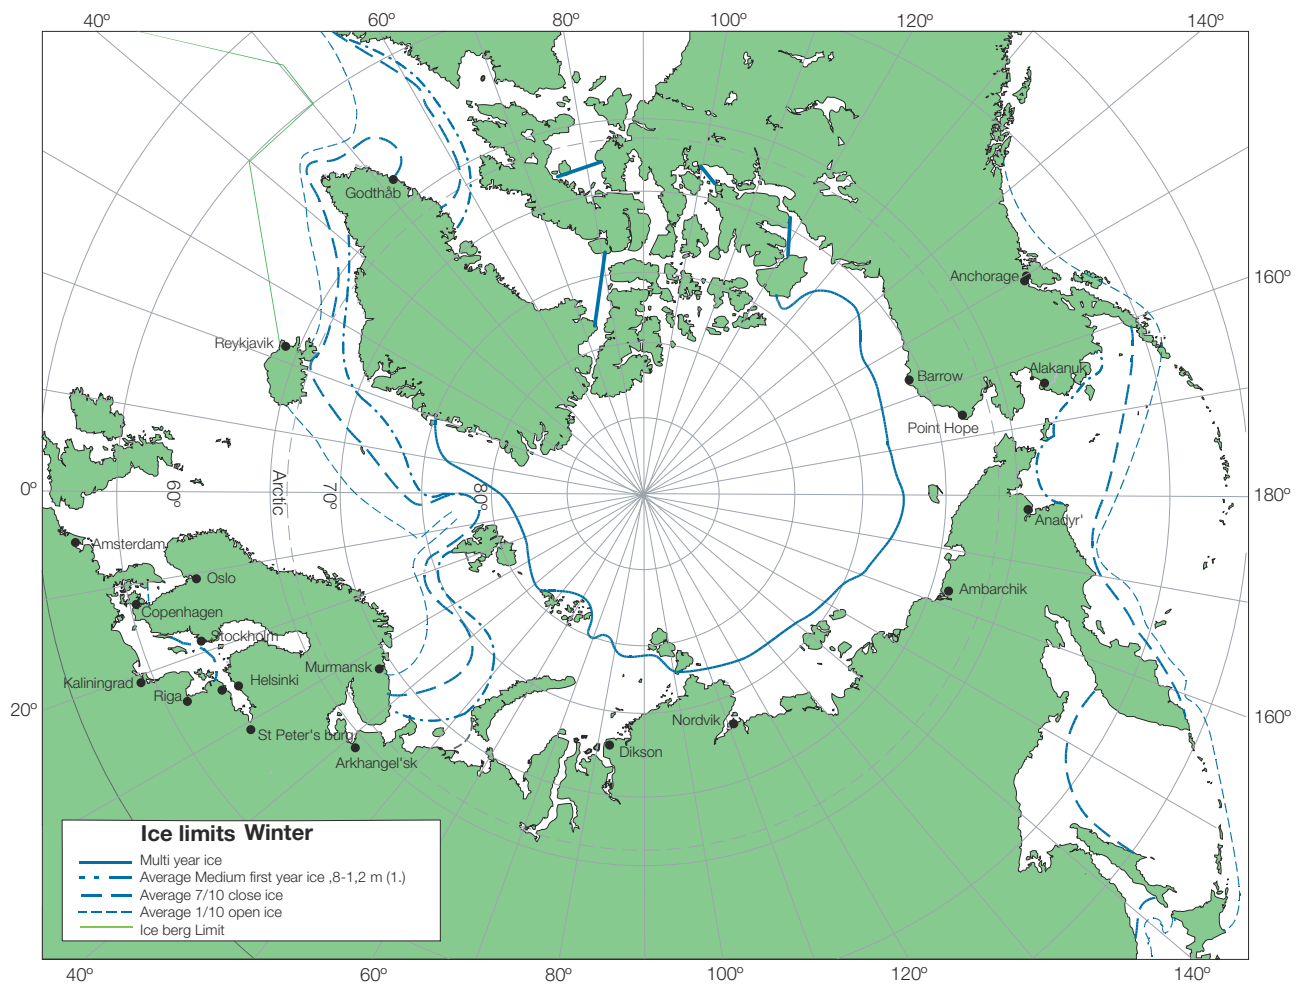 40º 60º 80º 100º 120º 140º
Godthåb
Anchorage
160º
Reykjavik
Barrow
Alakanuk
Point Hope
0º
60º
Arctic
70º
80º
180º
Anadyr'
Amsterdam
Oslo
Ambarchik
Copenhagen
Stockholm
Murmansk
Kaliningrad
Helsinki
Riga
20º
160º
Nordvik
St Peter's burg
Dikson
Arkhangel'sk
Ice limits Winter
Multi year ice
Average Medium first year ice ,8-1,2 m (1.)
Average 7/10 close ice
Average 1/10 open ice
Ice berg Limit
40º 60º 80º 100º 120º 140º